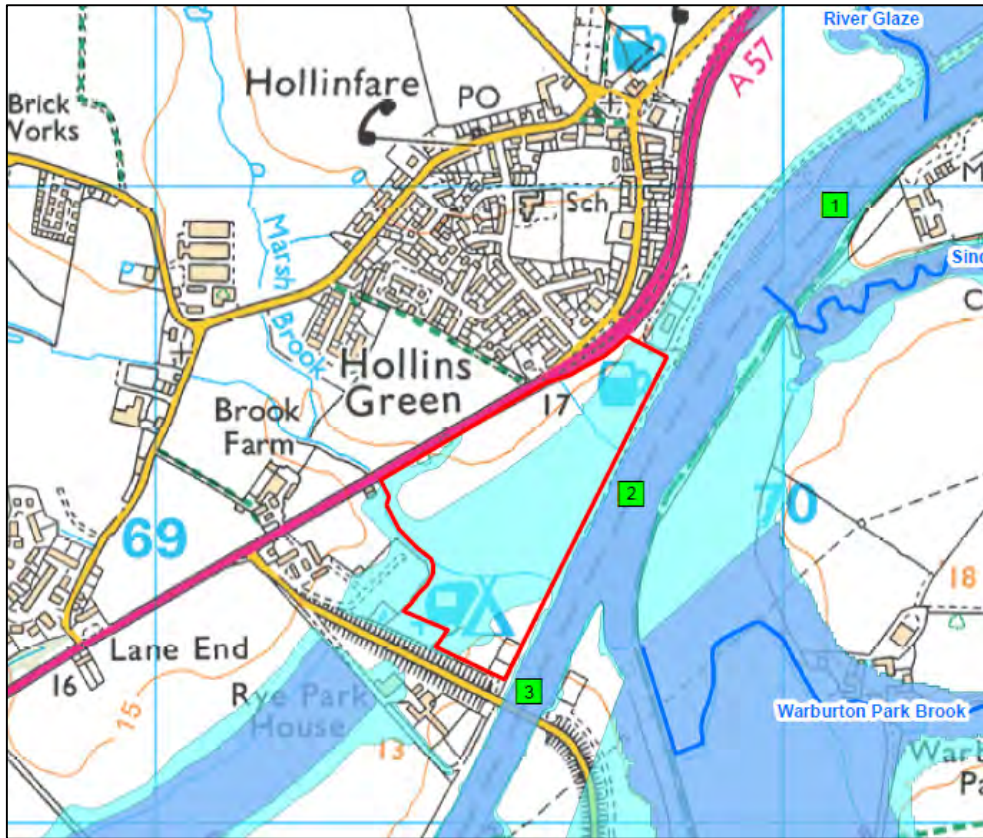 River Glaze
A 57
Hollinfare
PO
Brick
Works
M
1
Sch
Marsh Brook
Sinc
C
Hollins
Green
17
Brook
Farm
2
69
70
18
Lane End
3
16
15
Rye Park
House
13
Warburton Park Brook
Warb
Pa